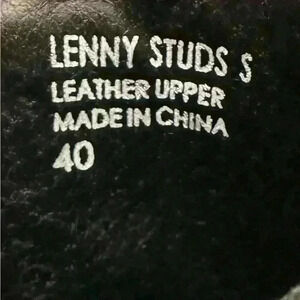 LENNY STUDS S
LEATHER UPPER
MADE IN CHINA
40